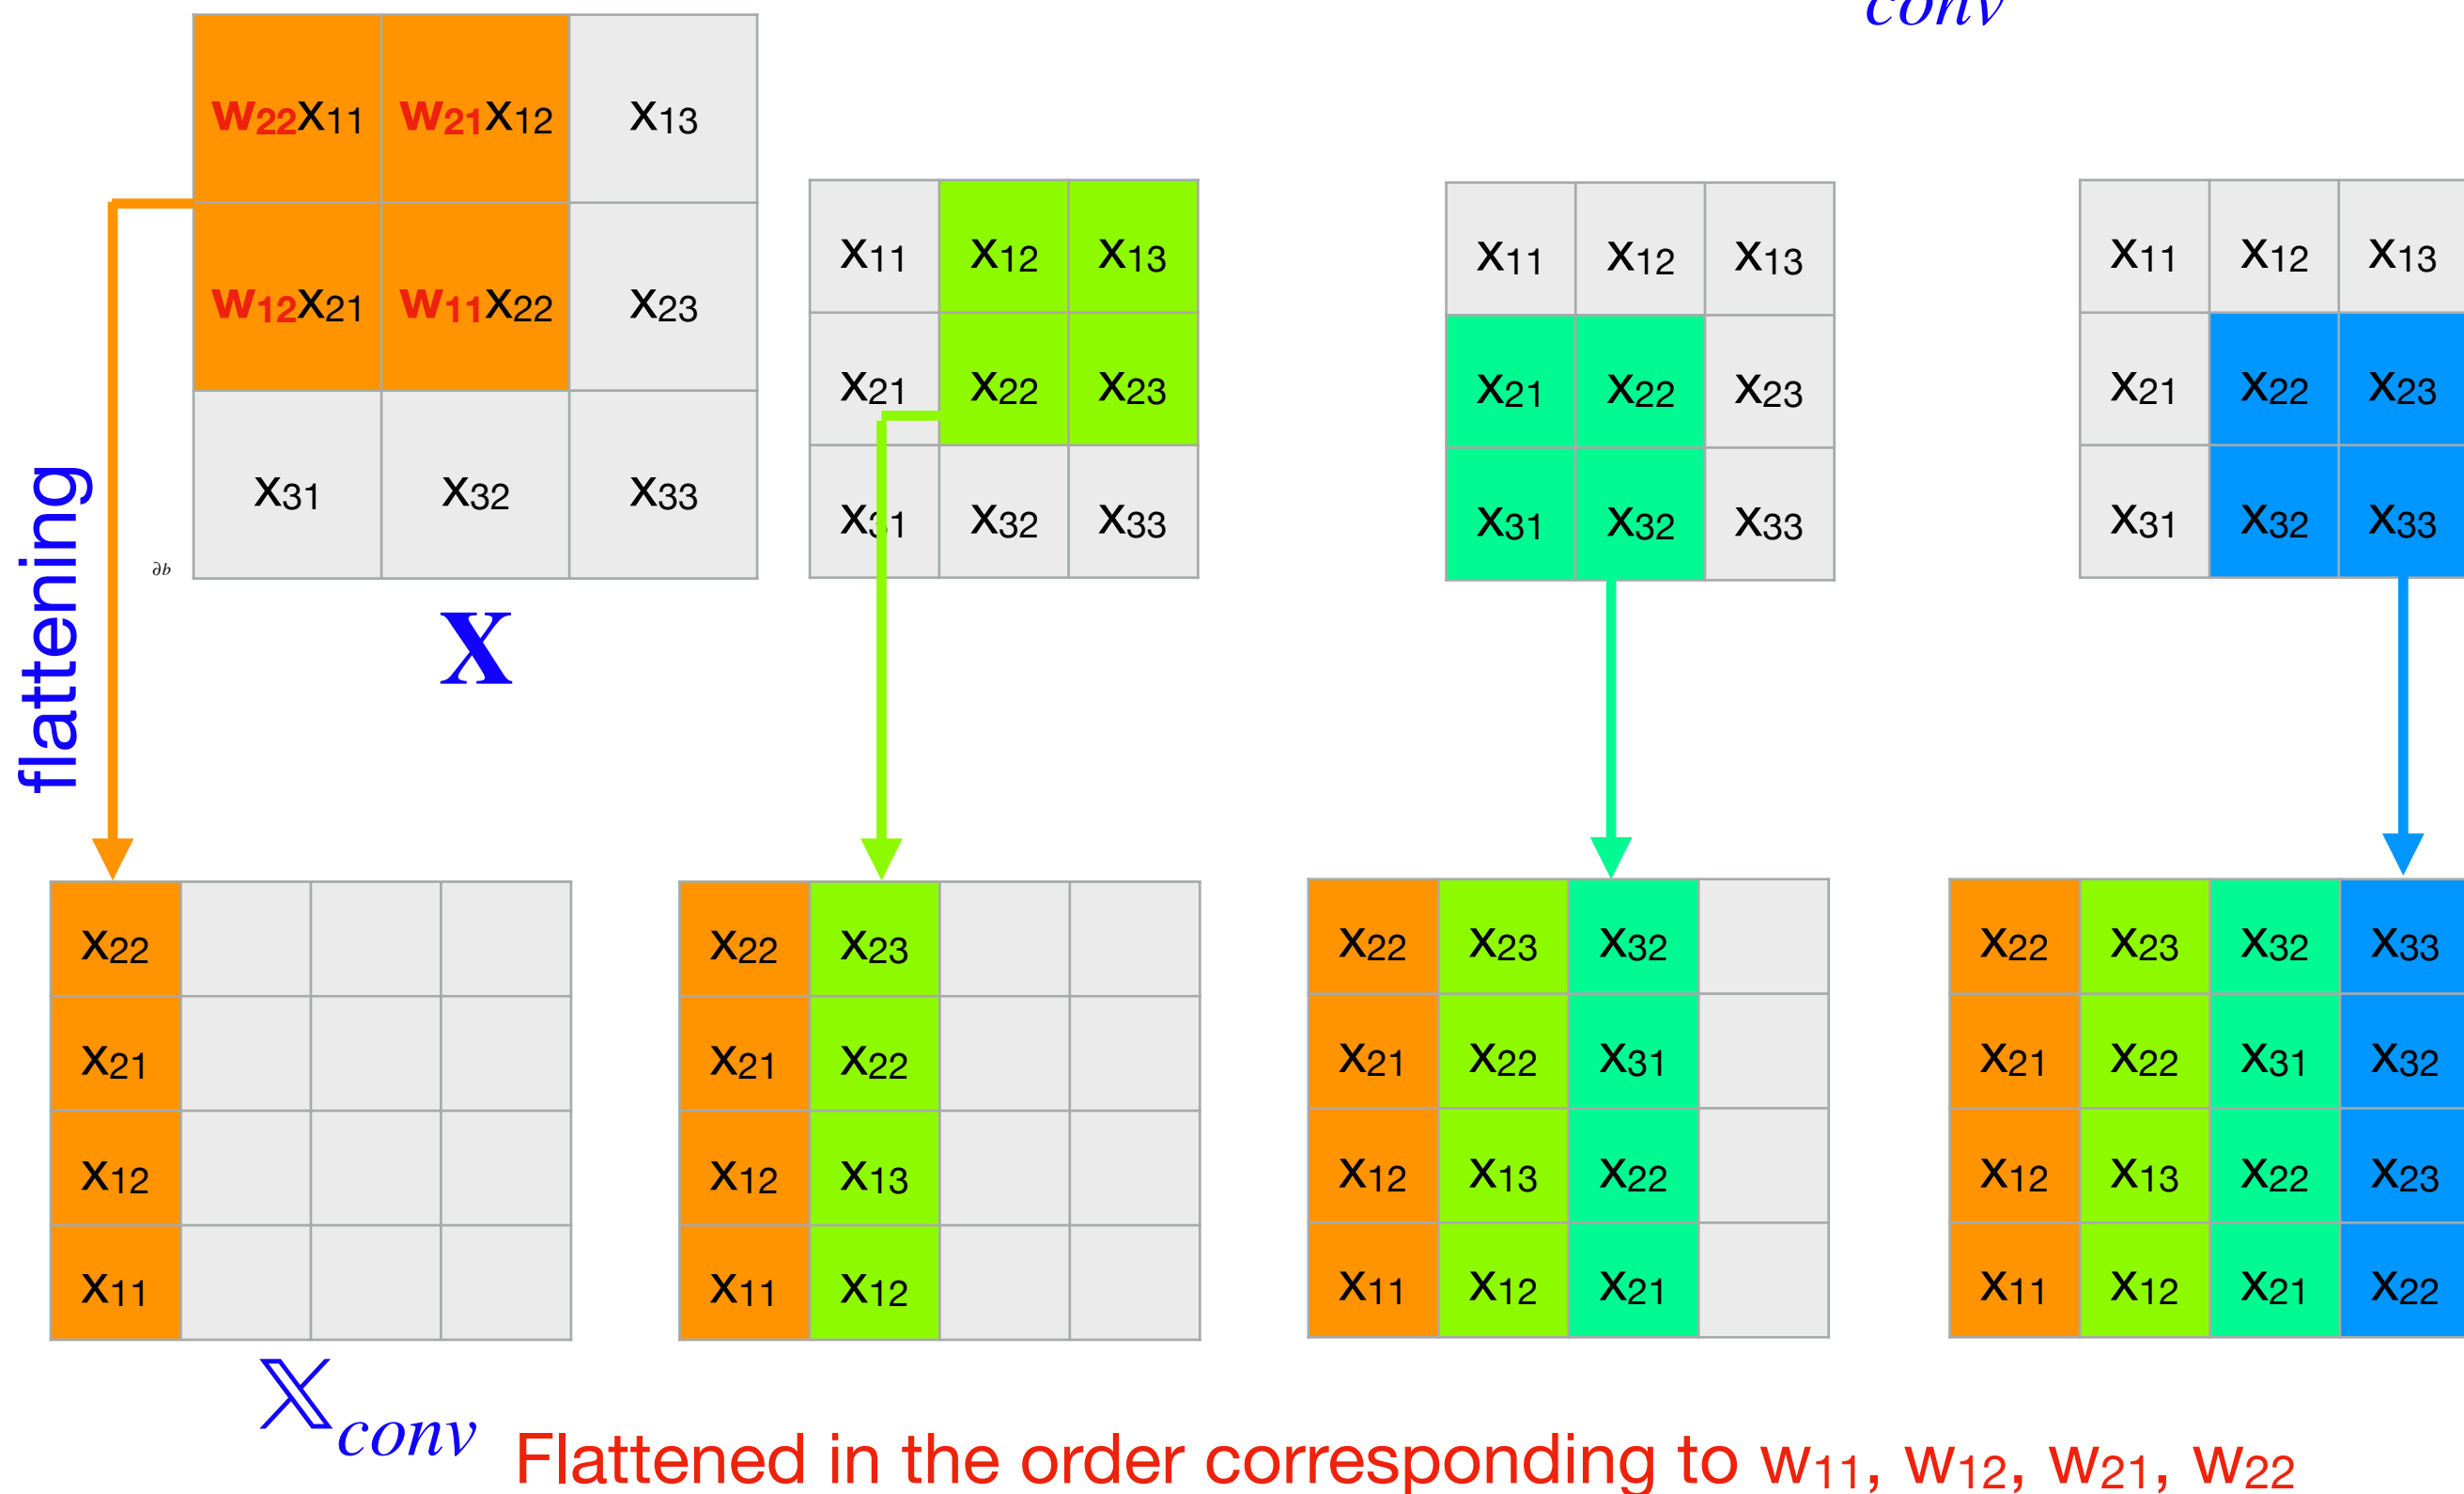 conv
w22x11 w21x12 x13
w12x21 w11x22 x23
x31 x32 x33
x11 x12 x13
x21 x22 x23
x31 x32 x33
x11 x12 x13
x21 x22 x23
x31 x32 x33
x11 x12 x13
x21 x22 x23
x31 x32 x33
flattening
∂b
X
x22
x21
x12
x11
x22 x23
x21 x22
x12 x13
x11 x12
x22 x23 x32
x21 x22 x31
x12 x13 x22
x11 x12 x21
x22 x23 x32 x33
x21 x22 x31 x32
x12 x13 x22 x23
x11 x12 x21 x22
𝕏conv
Flattened in the order corresponding to w11, w12, w21, w22